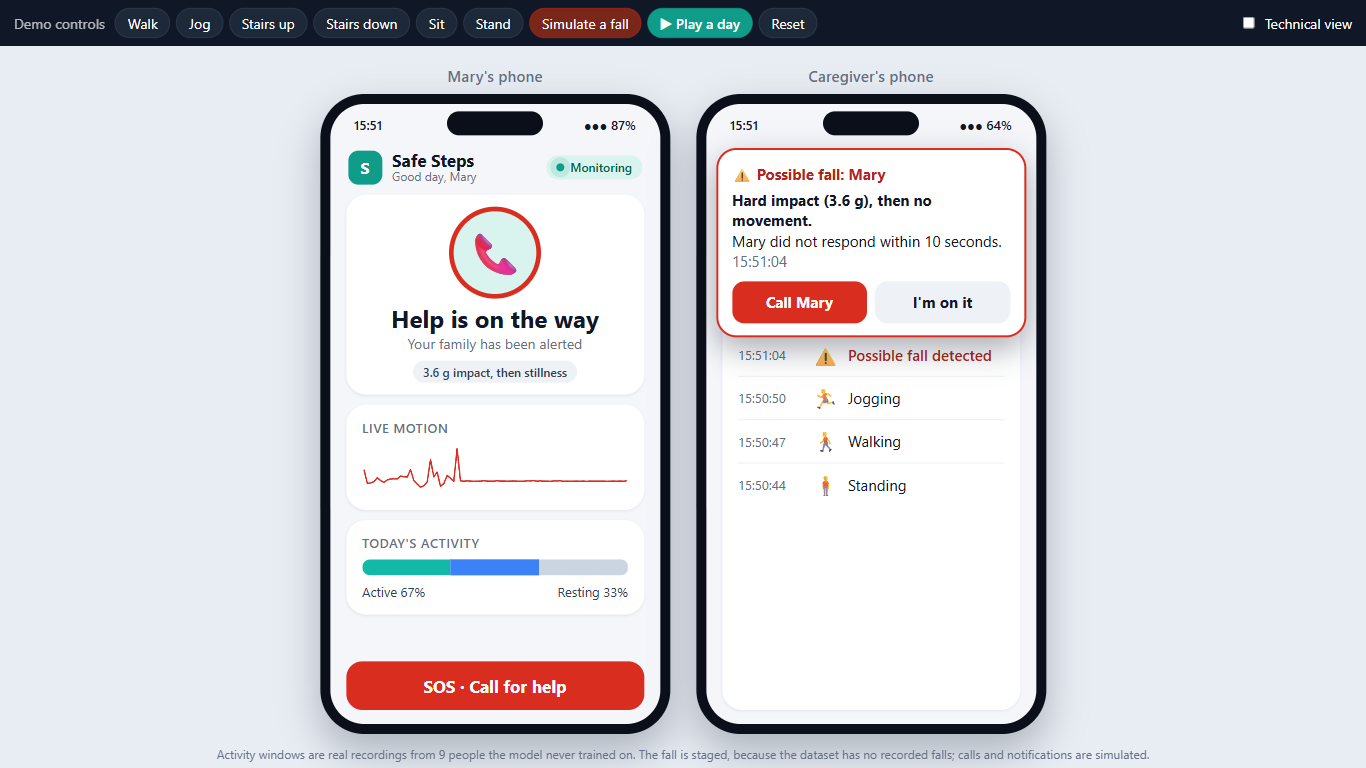 Demo controls Walk Jog Stairs up Stairs down Sit Stand Simulate a fall ▶ Play a day Reset Technical view
Mary's phone
15:51 ●●● 87%
S
Safe Steps
Good day, Mary
Monitoring
Help is on the way
Your family has been alerted
3.6 g impact, then stillness
LIVE MOTION
TODAY'S ACTIVITY
Active 67% Resting 33%
SOS · Call for help
Caregiver's phone
15:51 ●●● 64%
⚠️ Possible fall: Mary
Hard impact (3.6 g), then no
movement.
Mary did not respond within 10 seconds.
15:51:04
Call Mary I'm on it
15:51:04 ⚠️ Possible fall detected
15:50:50 Jogging
15:50:47 Walking
15:50:44 Standing
Activity windows are real recordings from 9 people the model never trained on. The fall is staged, because the dataset has no recorded falls; calls and notifications are simulated.